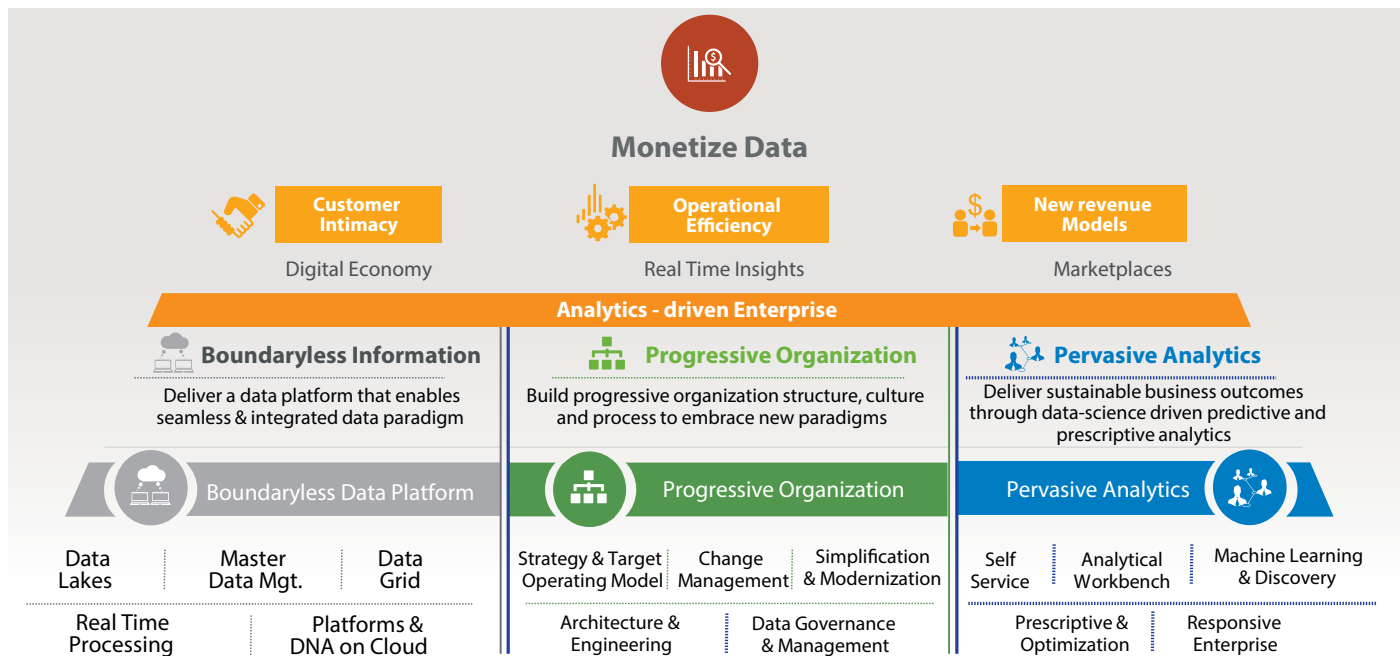 $
Monetize Data
Customer
Intimacy
Operational
Efficiency
$
New revenue
Models
Digital Economy
Real Time Insights
Marketplaces
Analytics - driven Enterprise
Boundaryless Information
Deliver a data platform that enables
seamless & integrated data paradigm
Progressive Organization
Build progressive organization structure, culture
and process to embrace new paradigms
Pervasive Analytics
Deliver sustainable business outcomes
through data-science driven predictive and
prescriptive analytics
Boundaryless Data Platform
Progressive Organization
Pervasive Analytics
Data
Lakes
Master
Data Mgt.
Data
Grid
Real Time
Processing
Platforms &
DNA on Cloud
Strategy & Target
Operating Model
Change
Management
Simplification
& Modernization
Architecture &
Engineering
Data Governance
& Management
Self
Service
Analytical
Workbench
Machine Learning
& Discovery
Prescriptive &
Optimization
Responsive
Enterprise